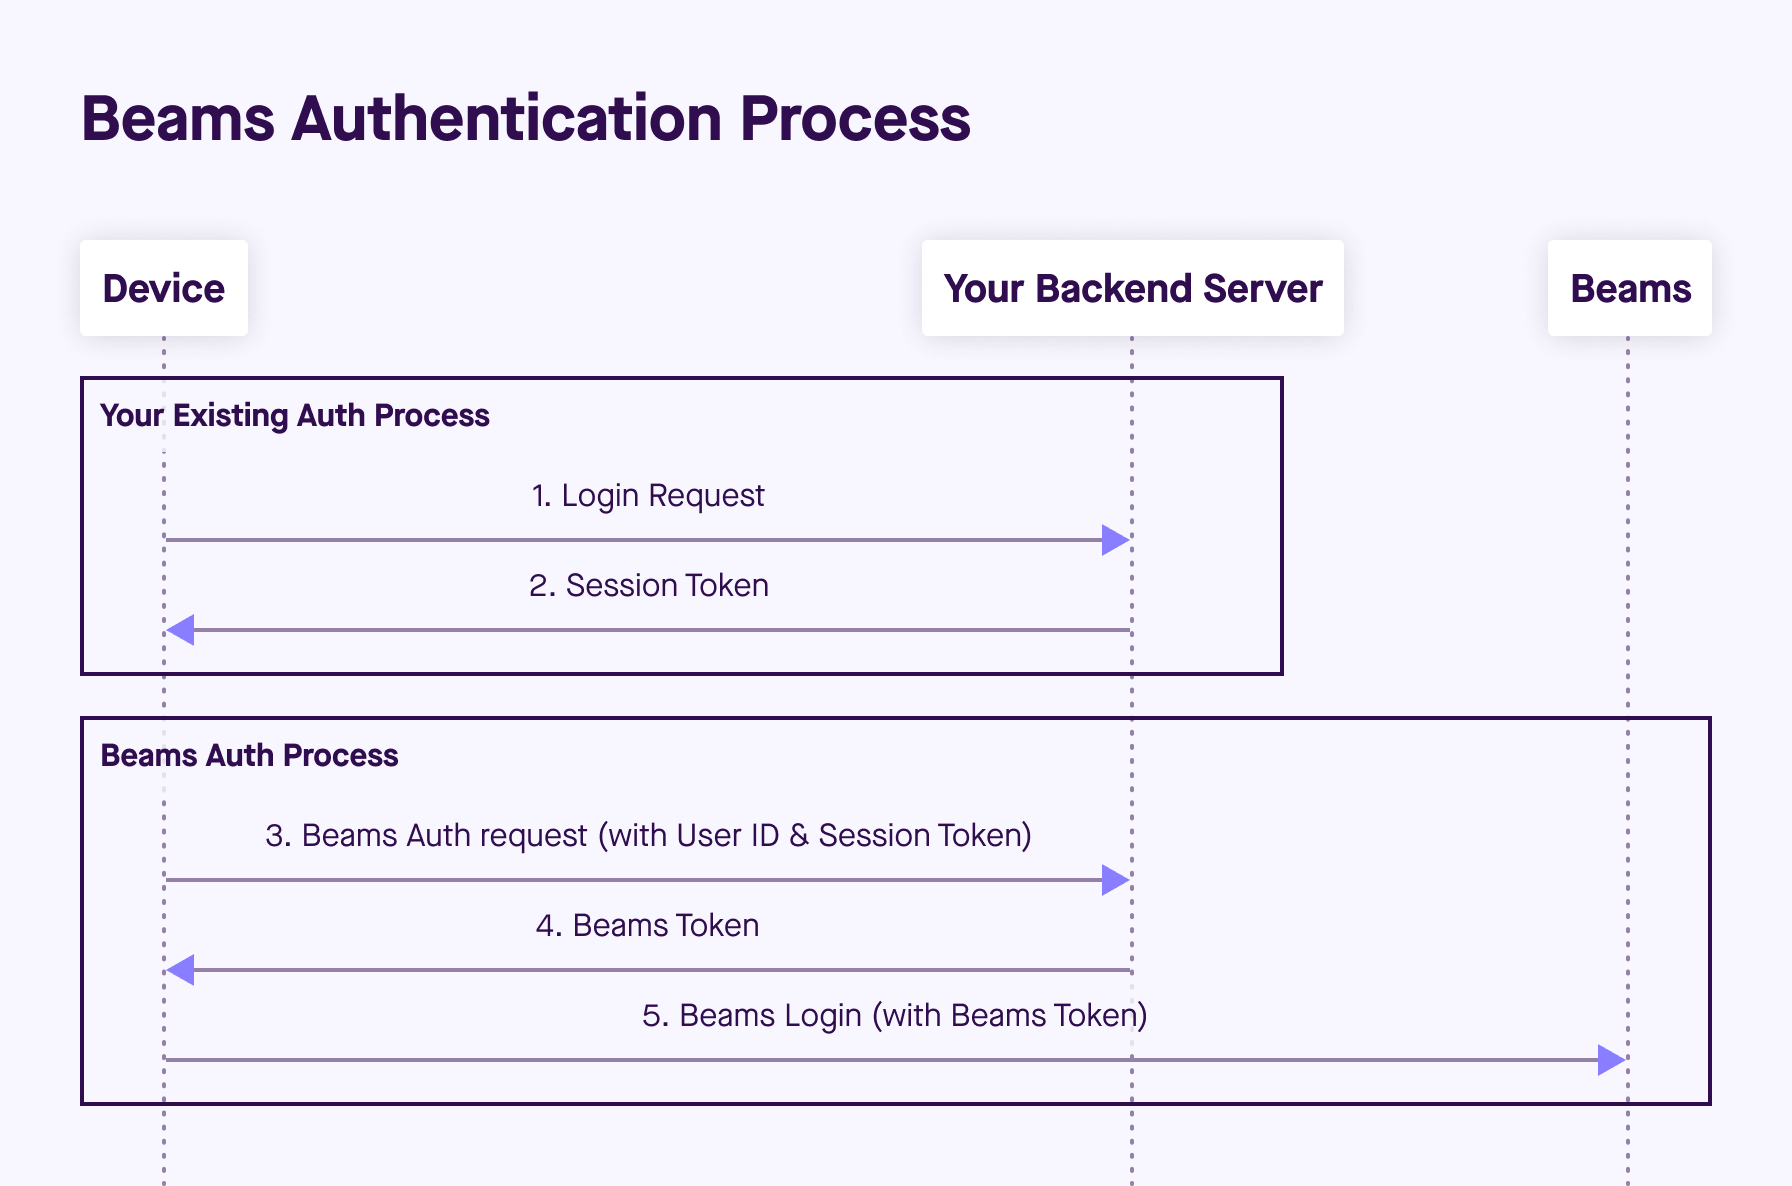 Beams Authentication Process
Device
Your Backend Server
Beams
Your Existing Auth Process
1. Login Request
2. Session Token
Beams Auth Process
3. Beams Auth request (with User ID & Session Token)
4. Beams Token
5. Beams Login (with Beams Token)